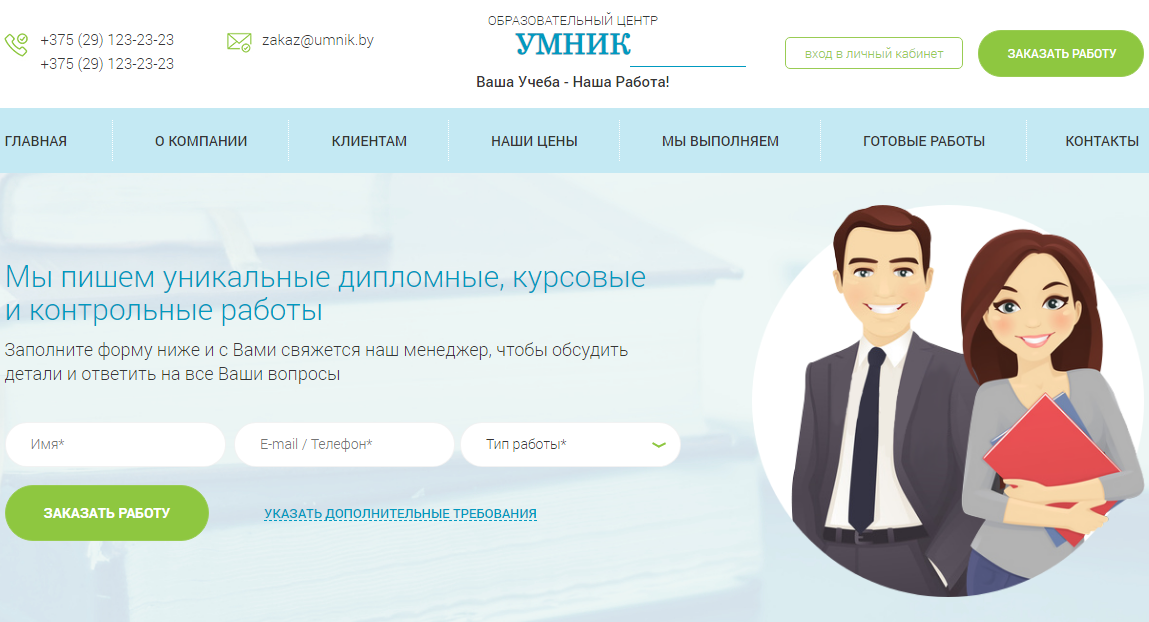 +375 (29) 123-23-23
+375 (29) 123-23-23
zakaz@umnik.by
ОБРАЗОВАТЕЛЬНЫЙ ЦЕНТР
УМНИК
Ваша Учеба - Наша Работа!
вход в личный кабинет
ЗАКАЗАТЬ РАБОТУ
ГЛАВНАЯ
О КОМПАНИИ
КЛИЕНТАМ
НАШИ ЦЕНЫ
МЫ ВЫПОЛНЯЕМ
ГОТОВЫЕ РАБОТЫ
КОНТАКТЫ
Мы пишем уникальные дипломные, курсовые
и контрольные работы
Заполните форму ниже и с Вами свяжется наш менеджер, чтобы обсудить
детали и ответить на все Ваши вопросы
Имя*
E-mail / Телефон*
Тип работы*
ЗАКАЗАТЬ РАБОТУ
УКАЗАТЬ ДОПОЛНИТЕЛЬНЫЕ ТРЕБОВАНИЯ